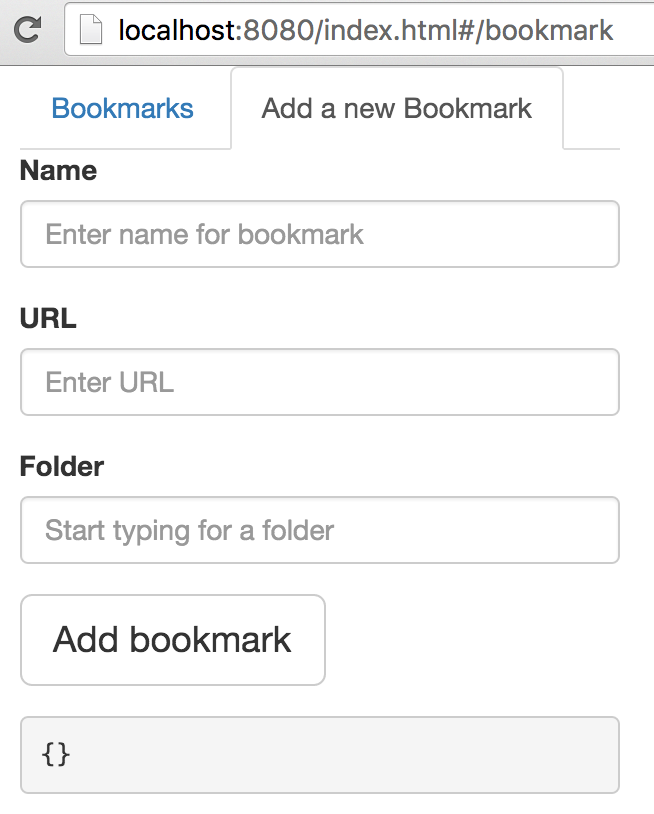 localhost:8080/index.html#/bookmark
Bookmarks Add a new Bookmark
Name
Enter name for bookmark
URL
Enter URL
Folder
Start typing for a folder
Add bookmark
{}